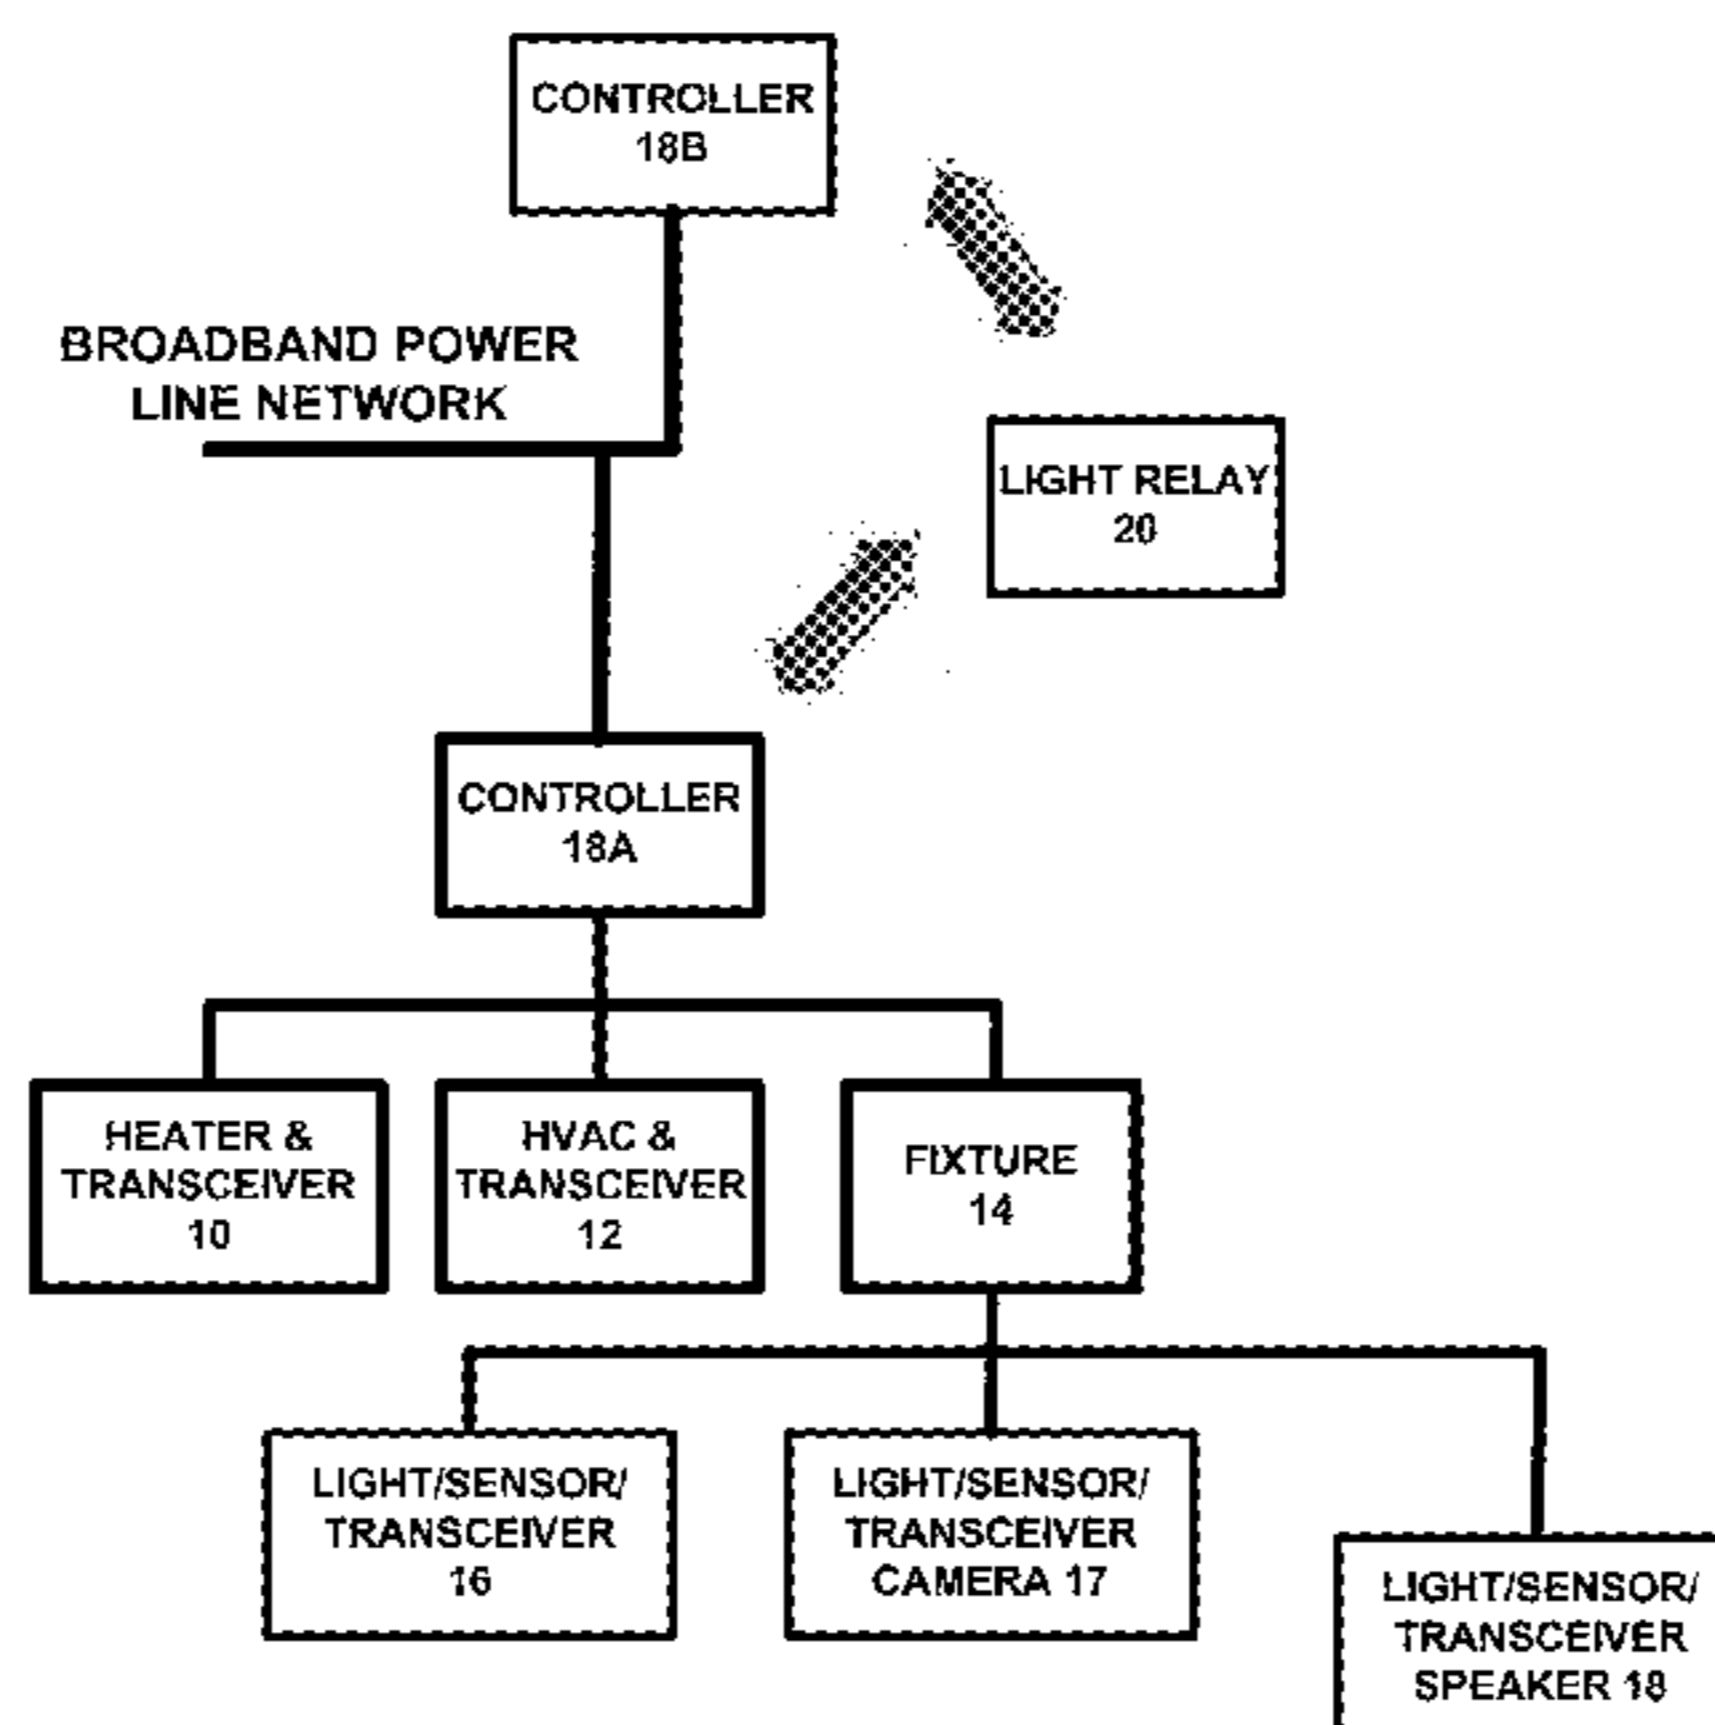 CONTROLLER
18B
BROADBAND POWER
LINE NETWORK
LIGHT RELAY
20
CONTROLLER
18A
HEATER &
TRANSCEIVER
10
HVAC &
TRANSCEIVER
12
FIXTURE
14
LIGHT/SENSOR/
TRANSCEIVER
16
LIGHT/SENSOR/
TRANSCEIVER
CAMERA 17
LIGHT/SENSOR/
TRANSCEIVER
SPEAKER 18